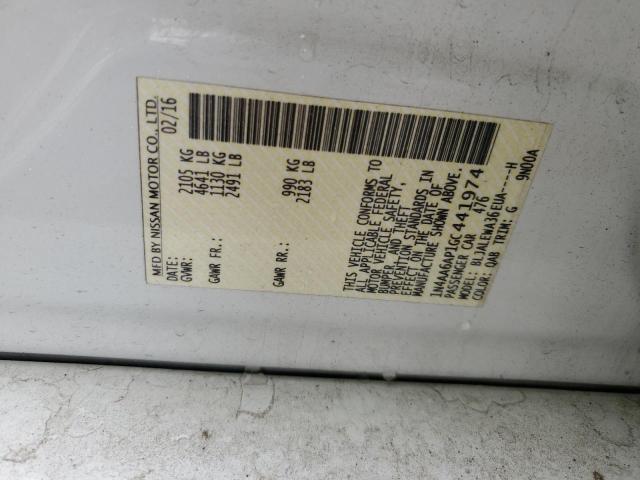 MFD BY NISSAN MOTOR CO., LTD.
DATE: 02/16
GVWR: 2105 KG
4641 LB
GAWR FR.: 1130 KG
2491 LB
GAWR RR.: 990 KG
2183 LB
THIS VEHICLE CONFORMS TO
ALL APPLICABLE FEDERAL
MOTOR VEHICLE SAFETY,
BUMPER, AND THEFT
PREVENTION STANDARDS IN
EFFECT ON THE DATE OF
MANUFACTURE SHOWN ABOVE.
1N4AA6AP1GC441974
PASSENGER CAR 476
MODEL: BLJALEWA36EUA----H
COLOR: QAB TRIM: G 9N00A